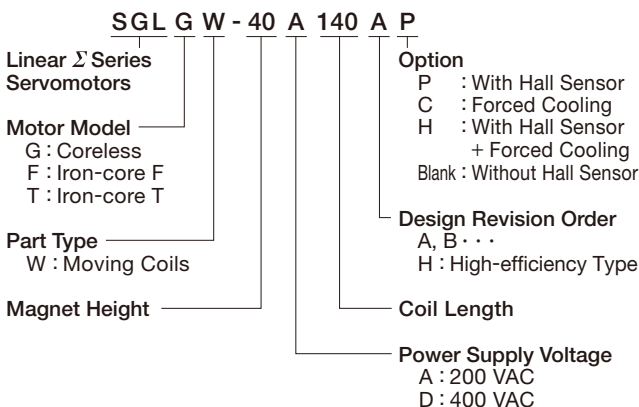 SGL G W - 40 A 140 A P
Linear Σ Series
Servomotors
Motor Model
G : Coreless
F : Iron-core F
T : Iron-core T
Part Type
W : Moving Coils
Magnet Height
Option
P : With Hall Sensor
C : Forced Cooling
H : With Hall Sensor
+ Forced Cooling
Blank : Without Hall Sensor
Design Revision Order
A, B · · ·
H : High-efficiency Type
Coil Length
Power Supply Voltage
A : 200 VAC
D : 400 VAC